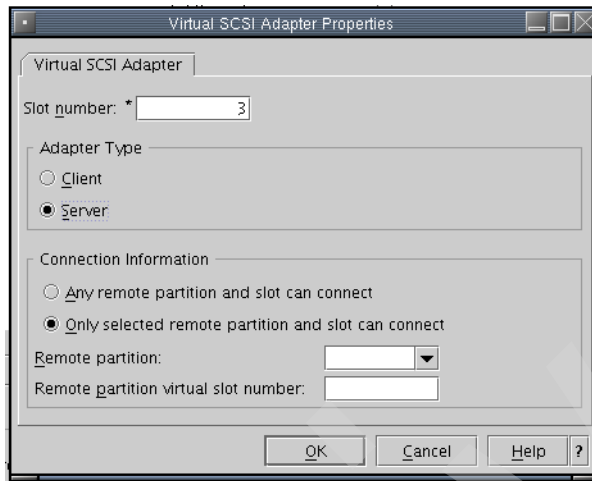 Virtual SCSI Adapter Properties
Virtual SCSI Adapter
Slot number: * 3
Adapter Type
Client
Server
Connection Information
Any remote partition and slot can connect
Only selected remote partition and slot can connect
Remote partition:
Remote partition virtual slot number:
OK Cancel Help ?